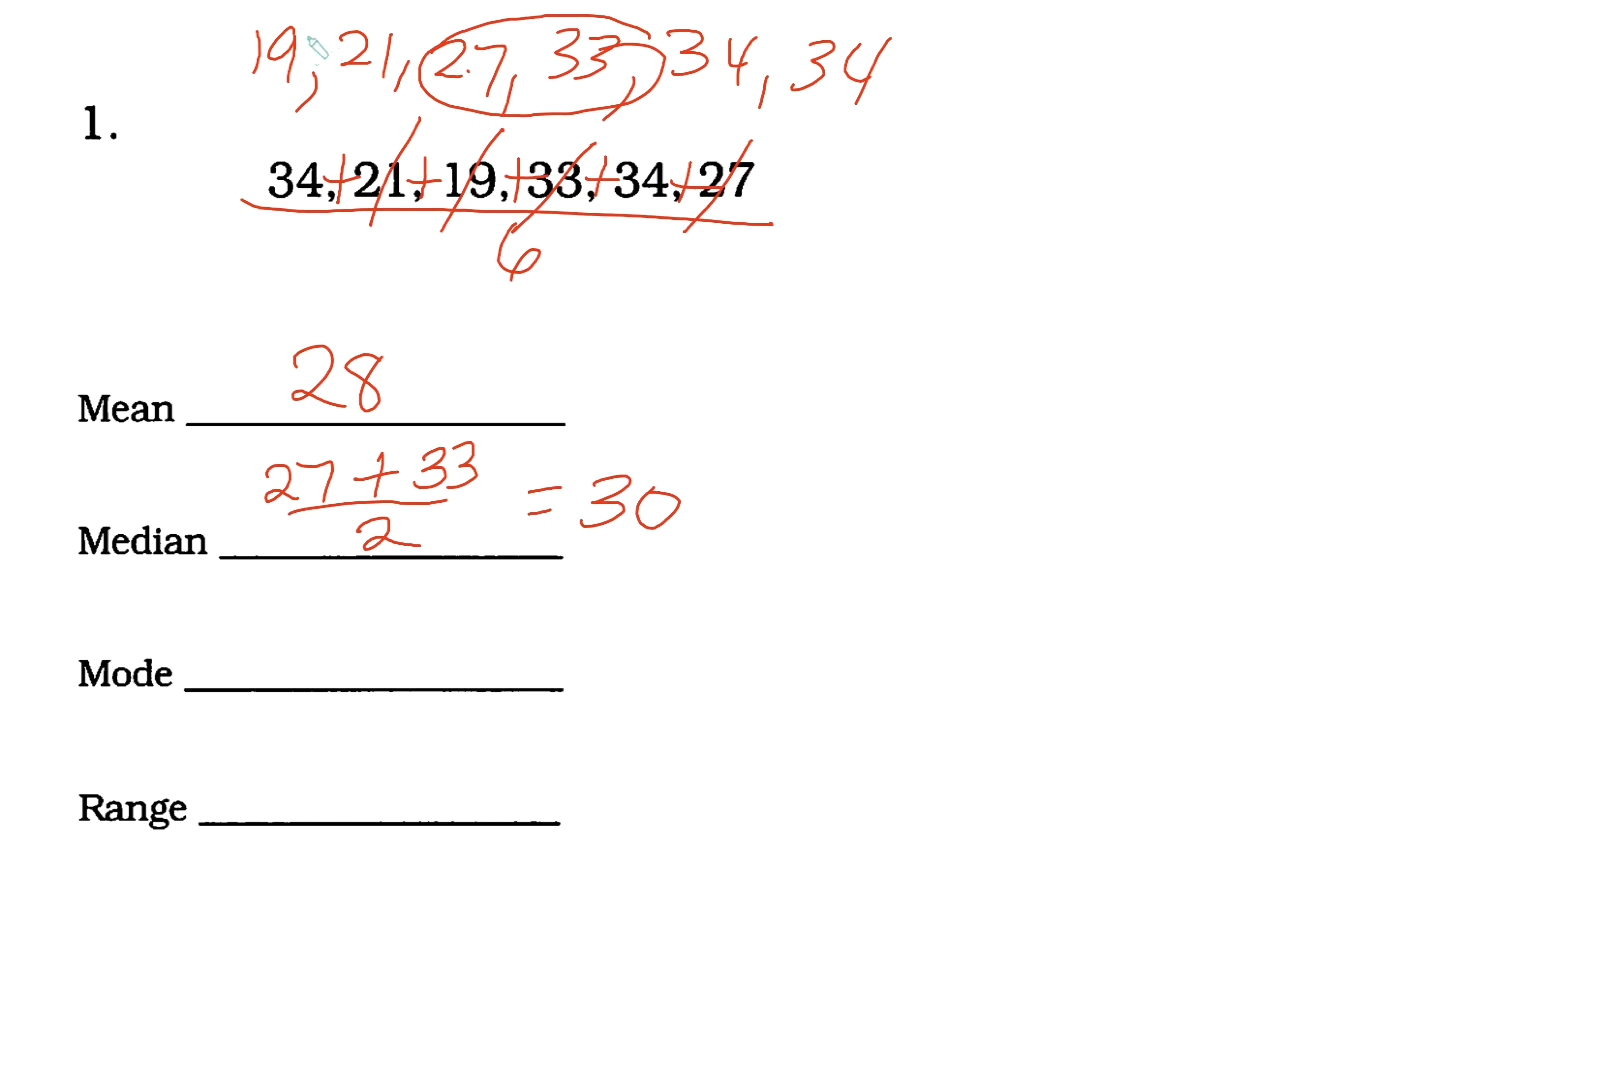 19, 21, 27, 33, 34, 34
1.
34, + 21, + 19, + 33, + 34, + 27
6
28
Mean
27 + 33
= 30
2
Median
Mode
Range